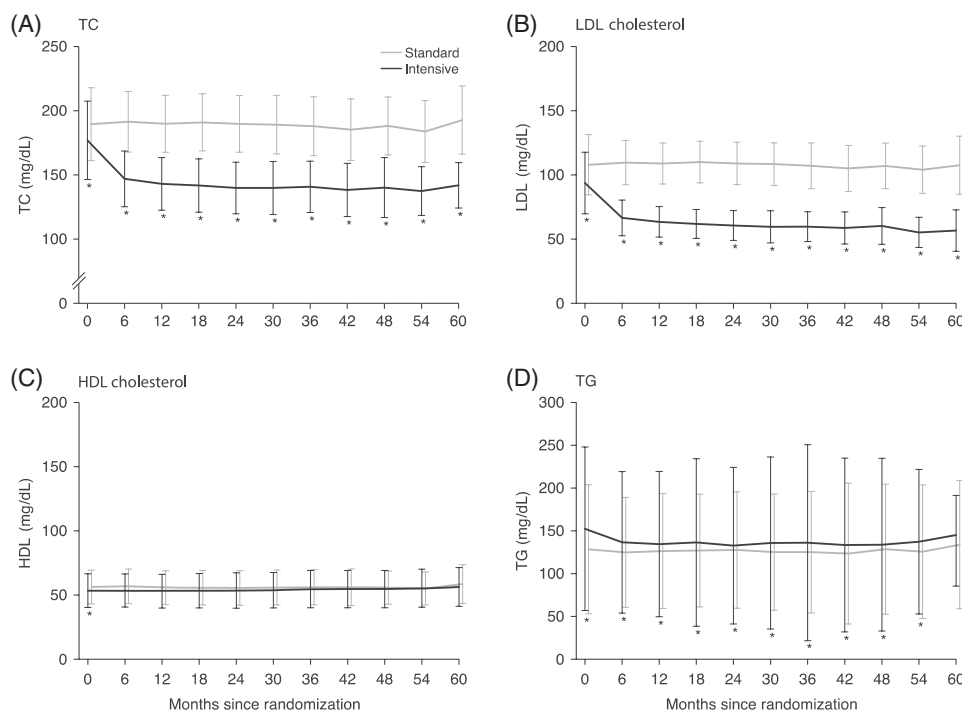 (A) TC
250
200
150
100
0
TC (mg/dL)
Standard
Intensive
* * * * * * * * * * *
0 6 12 18 24 30 36 42 48 54 60
(B) LDL cholesterol
200
150
100
50
0
LDL (mg/dL)
* * * * * * * * * * *
0 6 12 18 24 30 36 42 48 54 60
(C) HDL cholesterol
200
150
100
50
0
HDL (mg/dL)
*
0 6 12 18 24 30 36 42 48 54 60
Months since randomization
(D) TG
300
250
200
150
100
50
0
TG (mg/dL)
* * * * * * * * * *
0 6 12 18 24 30 36 42 48 54 60
Months since randomization